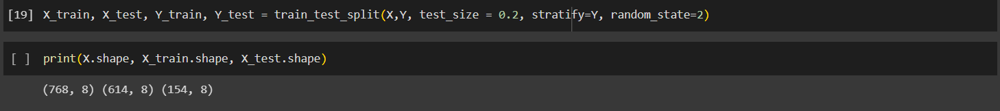 [19] X_train, X_test, Y_train, Y_test = train_test_split(X,Y, test_size = 0.2, stratify=Y, random_state=2)
[ ] print(X.shape, X_train.shape, X_test.shape)
(768, 8) (614, 8) (154, 8)